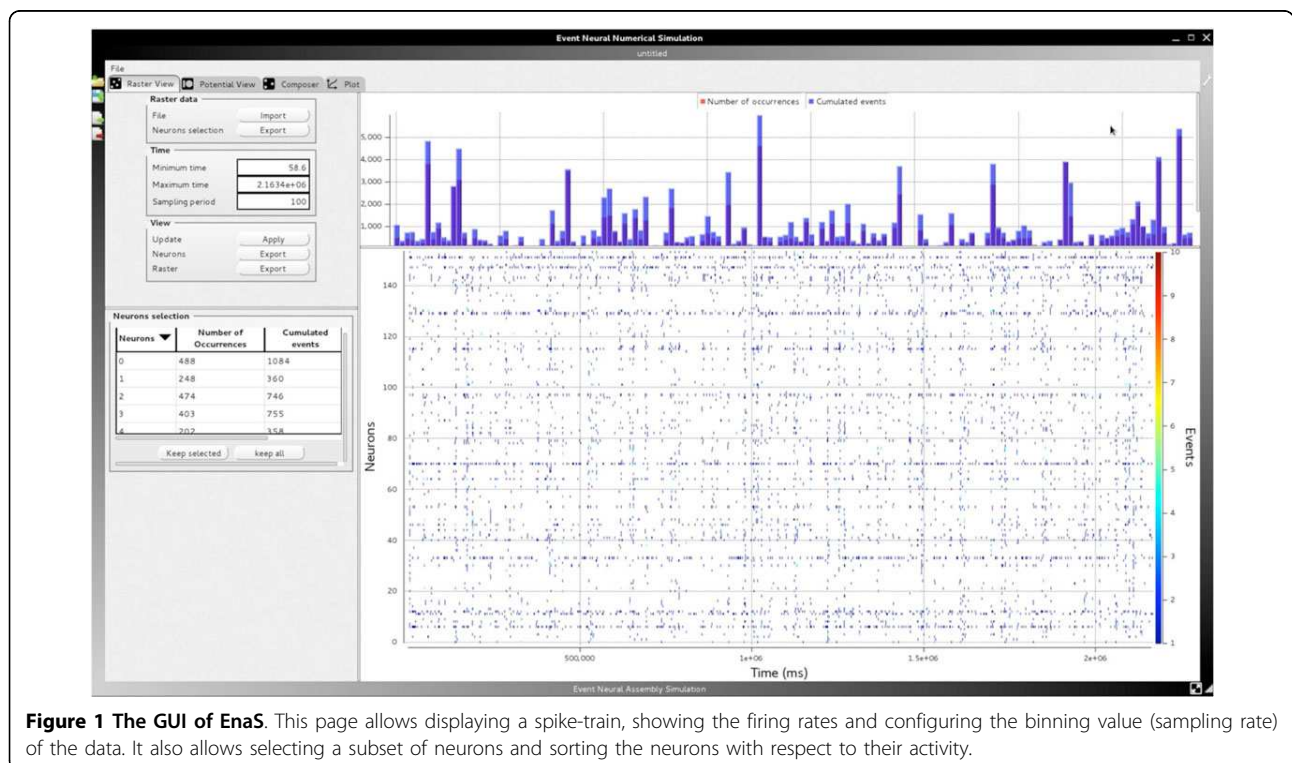 Event Neural Numerical Simulation
untitled
File
Raster View Potential View Composer Plot
Raster data
File Import
Neurons selection Export
Time
Minimum time 58.6
Maximum time 2.1634e+06
Sampling period 100
View
Update Apply
Neurons Export
Raster Export
Neurons selection
Neurons Number of Occurrences Cumulated events
0 488 1084
1 248 360
2 474 746
3 403 755
4 202 358
Keep selected keep all
Number of occurrences Cumulated events
5,000
4,000
3,000
2,000
1,000
140
120
100
80
60
40
20
0
Neurons
500,000 1e+06 1.5e+06 2e+06
Time (ms)
10
9
8
7
6
5
4
3
2
1
Events
Event Neural Assembly Simulation
Figure 1 The GUI of EnaS. This page allows displaying a spike-train, showing the firing rates and configuring the binning value (sampling rate)
of the data. It also allows selecting a subset of neurons and sorting the neurons with respect to their activity.